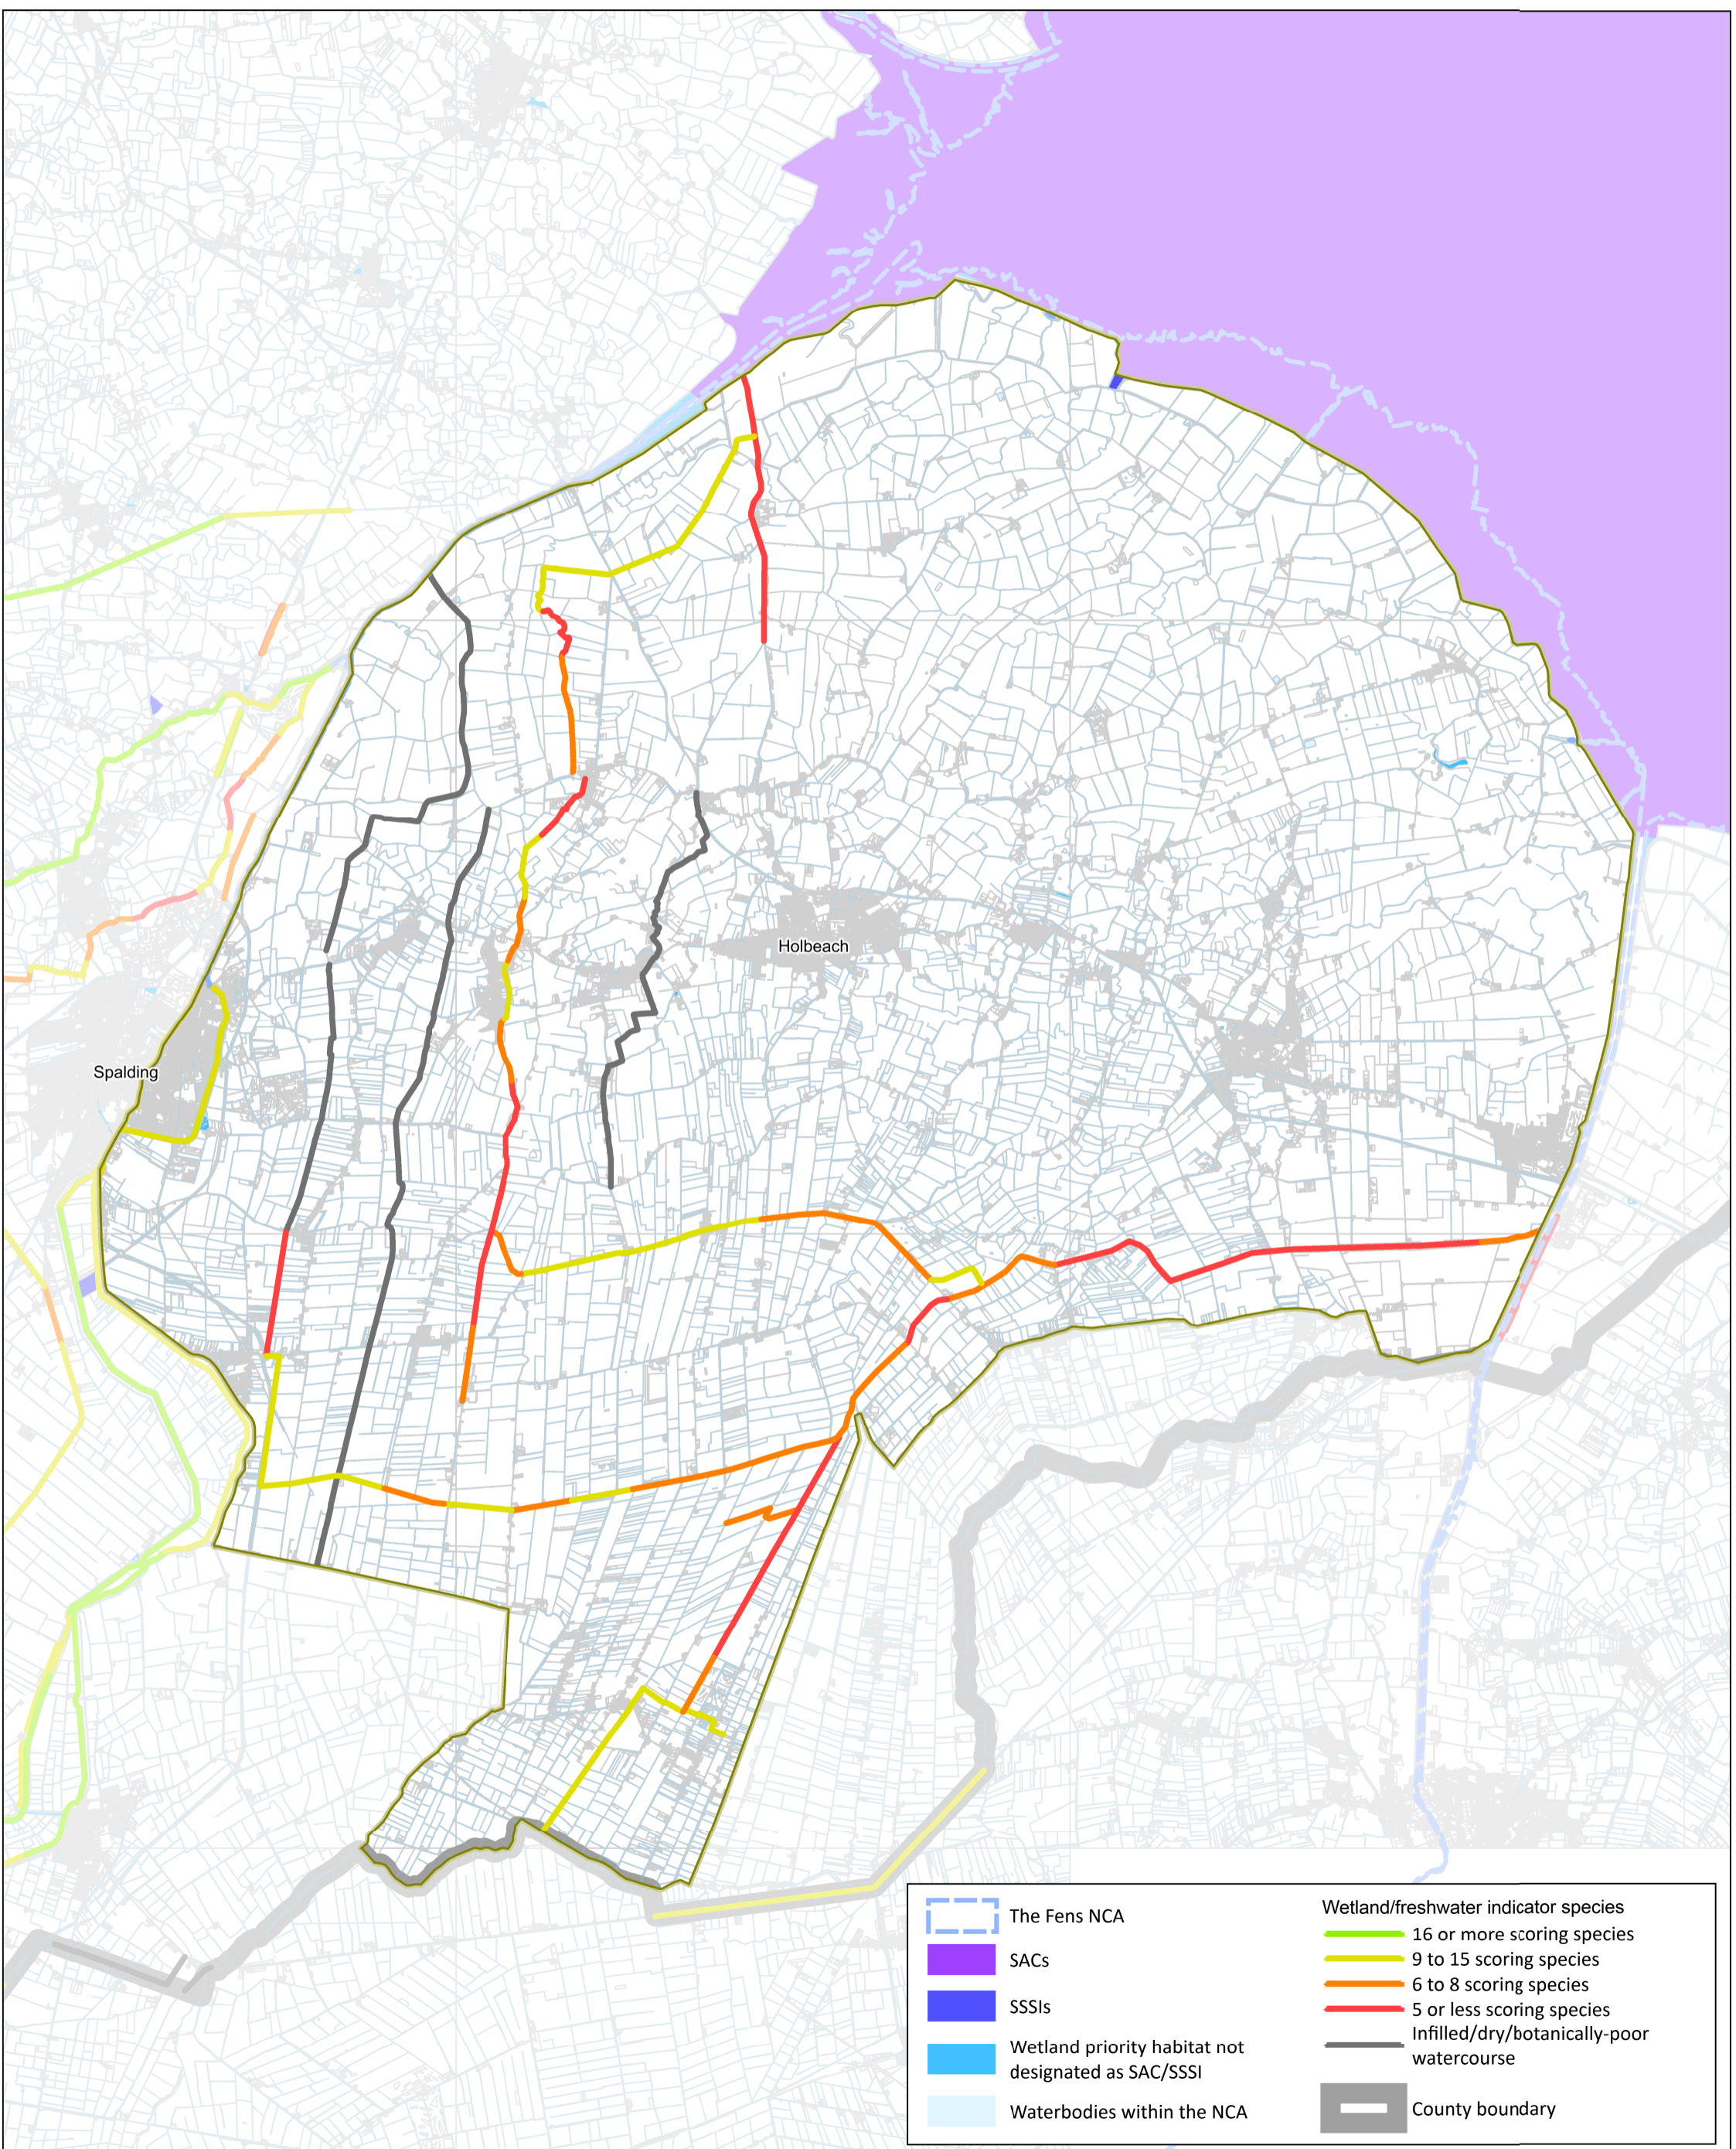 Holbeach
Spalding
The Fens NCA
SACs
SSSIs
Wetland priority habitat not
designated as SAC/SSSI
Waterbodies within the NCA
Wetland/freshwater indicator species
16 or more scoring species
9 to 15 scoring species
6 to 8 scoring species
5 or less scoring species
Infilled/dry/botanically-poor
watercourse
County boundary